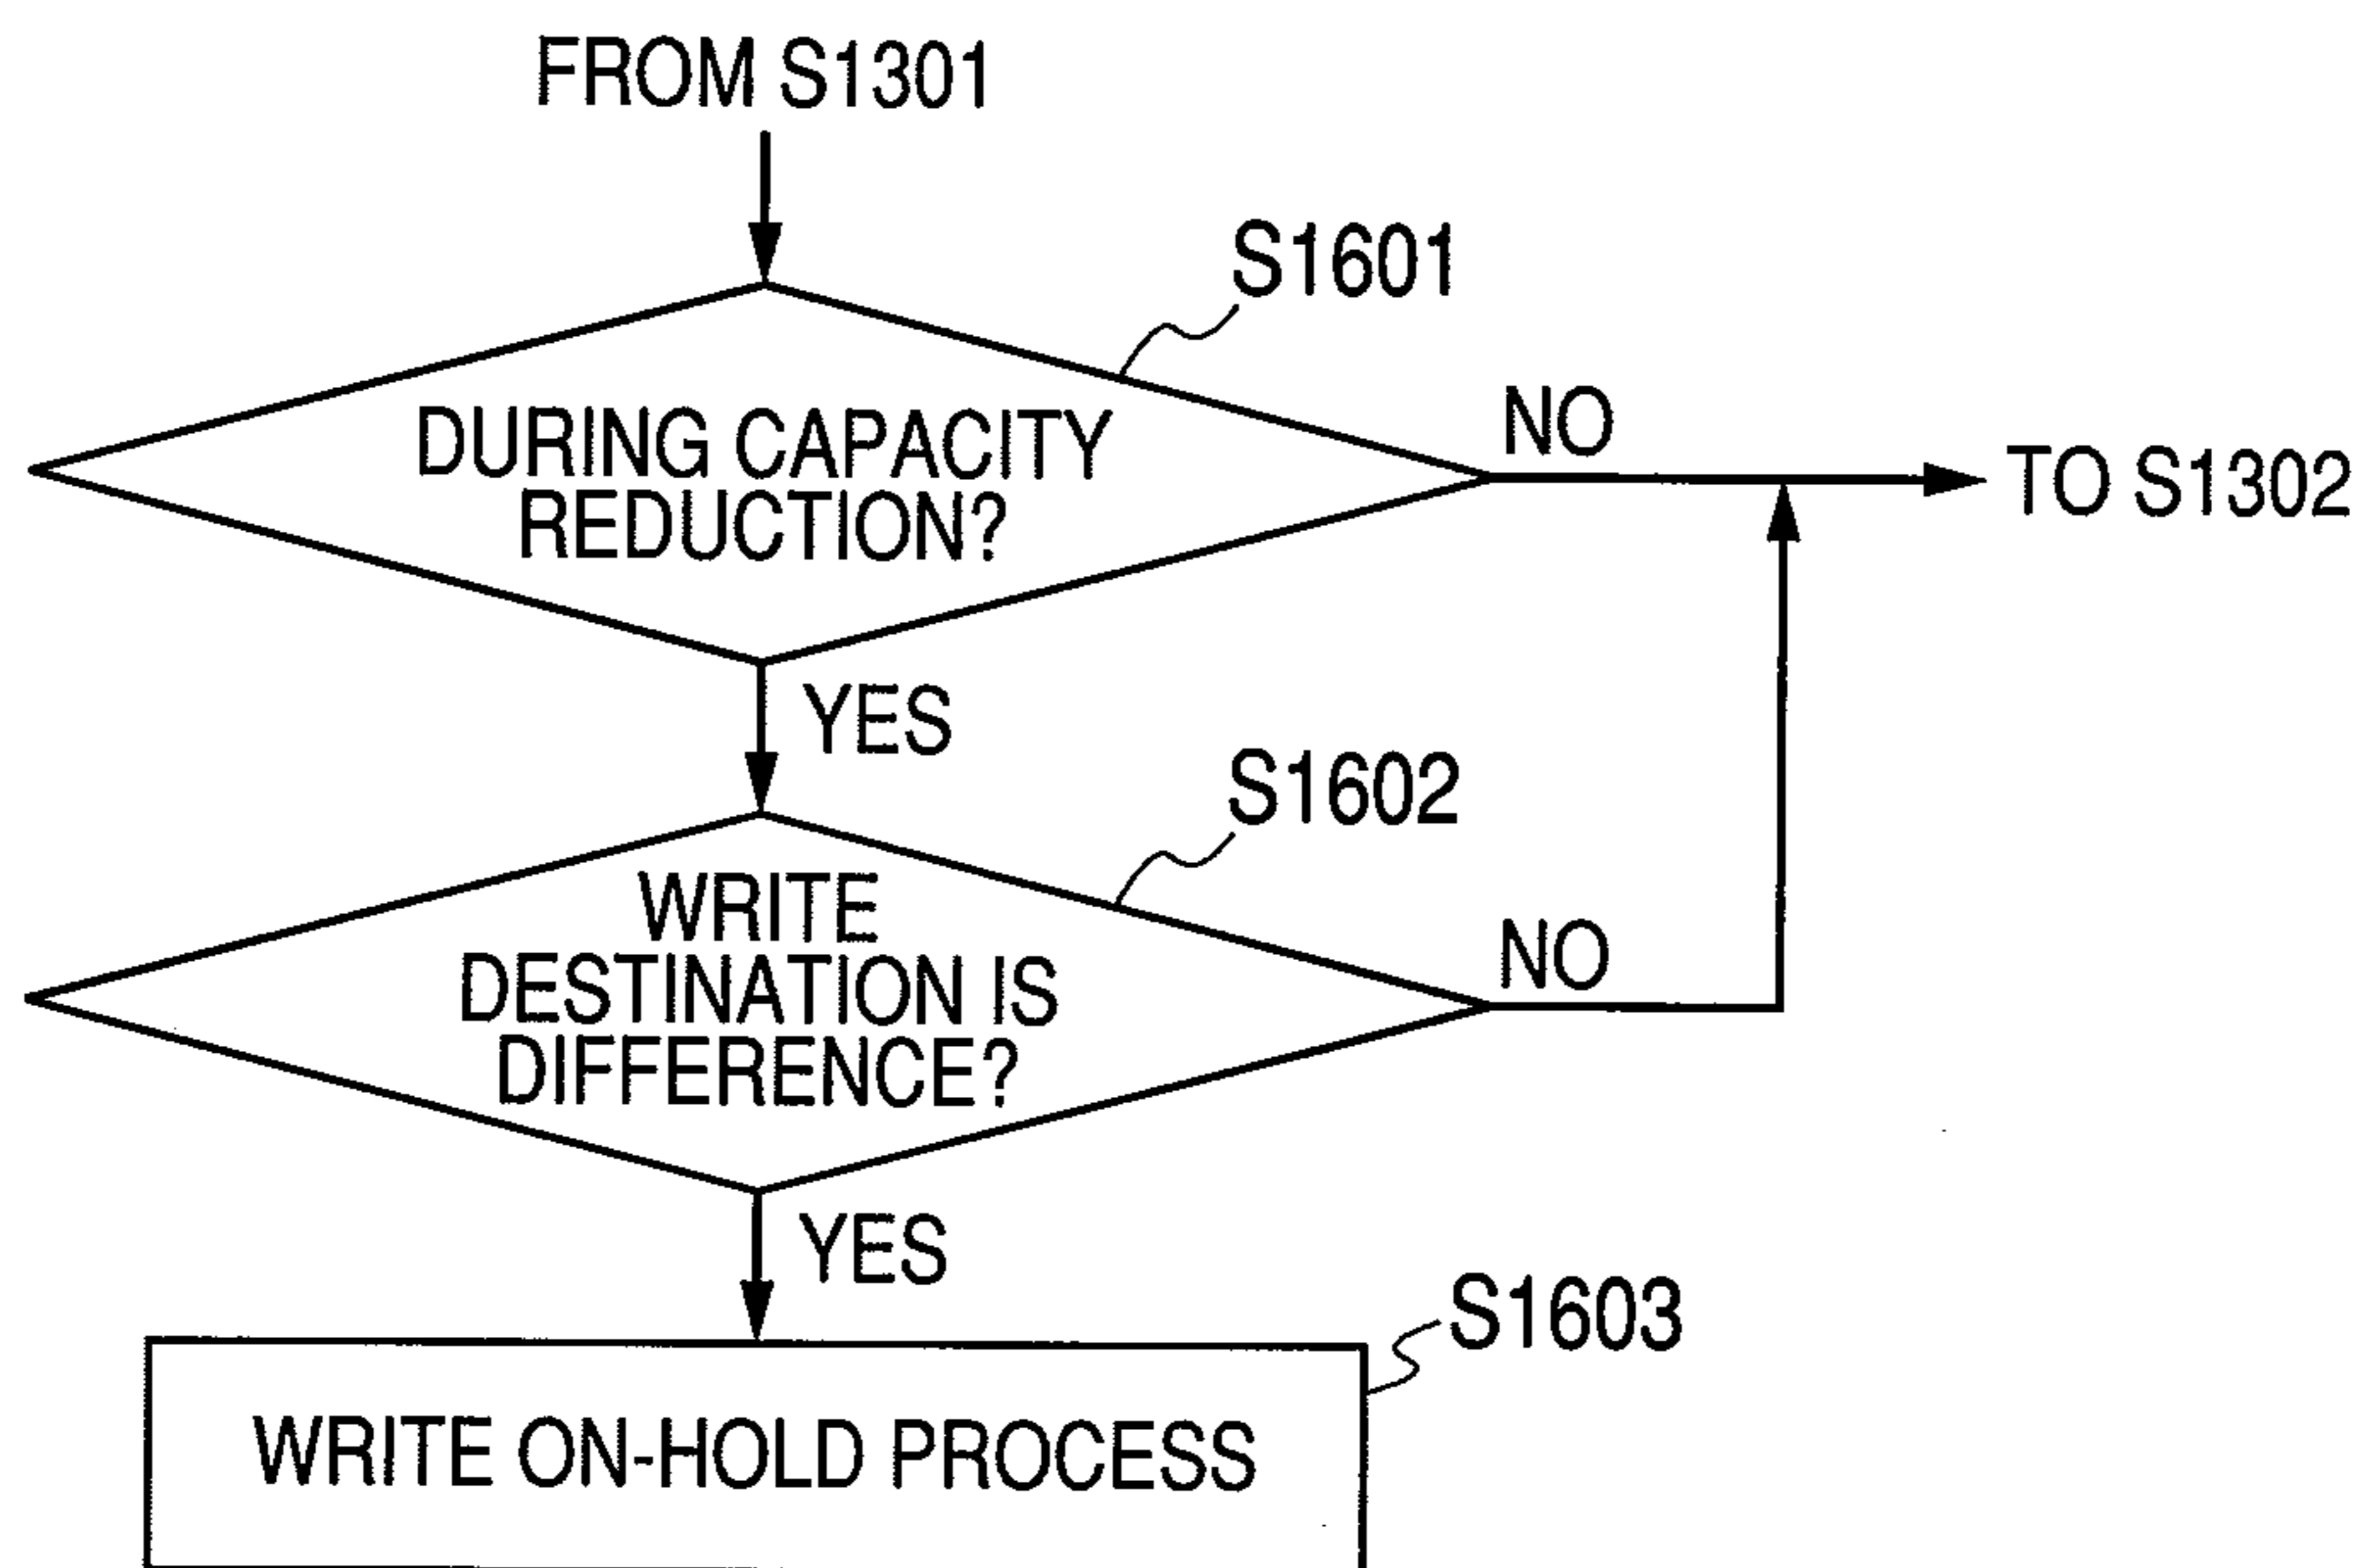 FROM S1301
S1601
DURING CAPACITY
REDUCTION?
NO
TO S1302
YES
S1602
WRITE
DESTINATION IS
DIFFERENCE?
NO
YES
S1603
WRITE ON-HOLD PROCESS